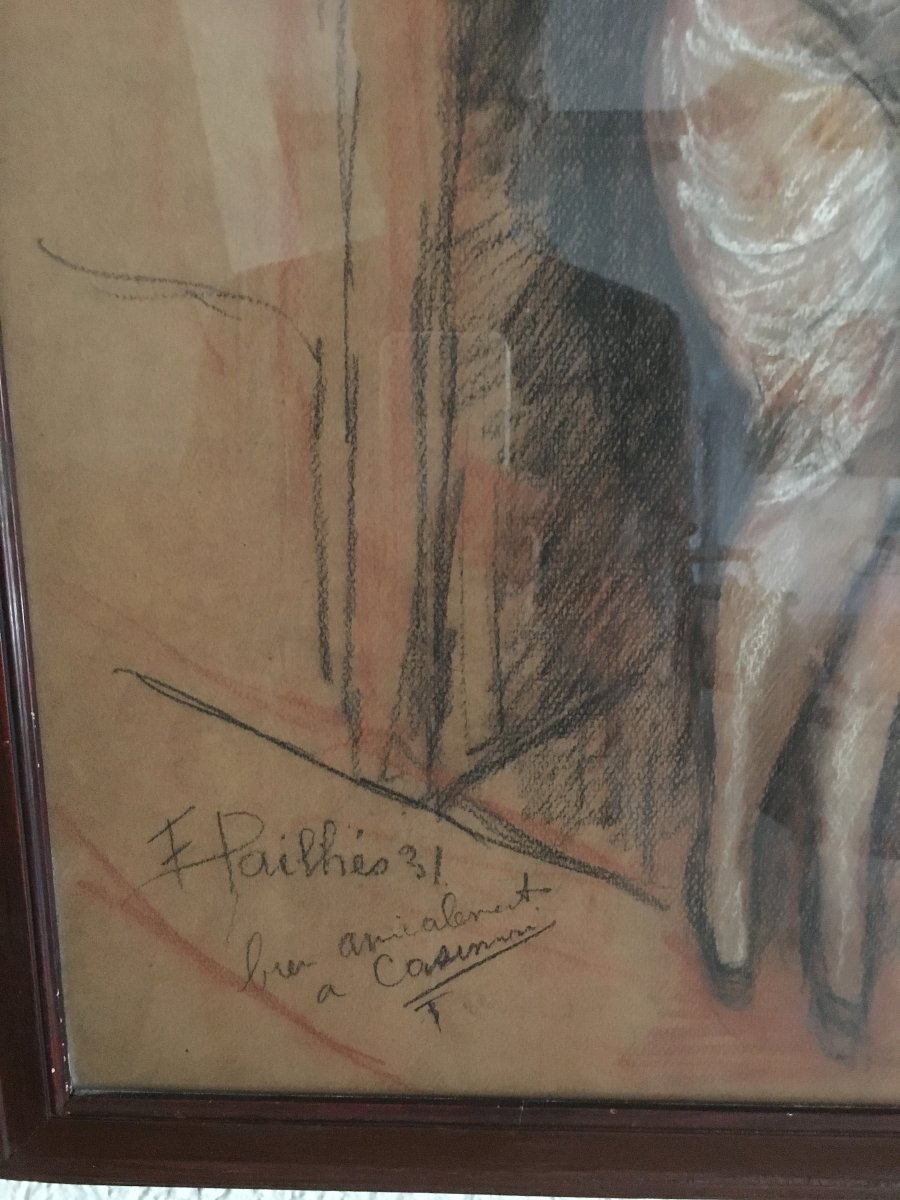 F Pailhès 31
bien amicalement
a Casimir
F